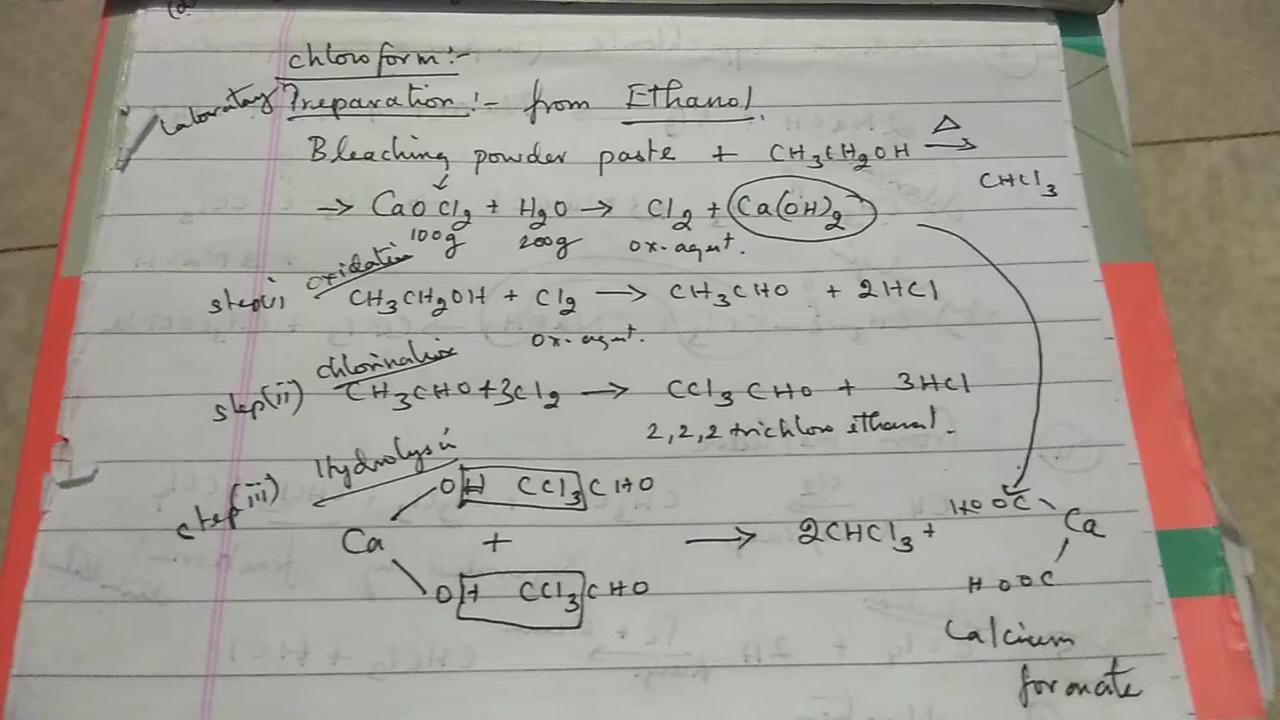 chloroform:-
Laboratory Preparation:- from Ethanol.
Bleaching powder paste + CH3CH2OH △→
CHCl3
→ CaOCl2 + H2O → Cl2 + Ca(OH)2
100g 200g ox. agent.
step(i) oxidation
CH3CH2OH + Cl2 → CH3CHO + 2HCl
ox. agent.
chlorination
step(ii) CH3CHO + 3Cl2 → CCl3CHO + 3HCl
2,2,2 trichloro ethanal.
step(iii) Hydrolysis
OH CCl3CHO
Ca + → 2CHCl3 + HOOC Ca
OH CCl3CHO HOOC
Calcium
formate